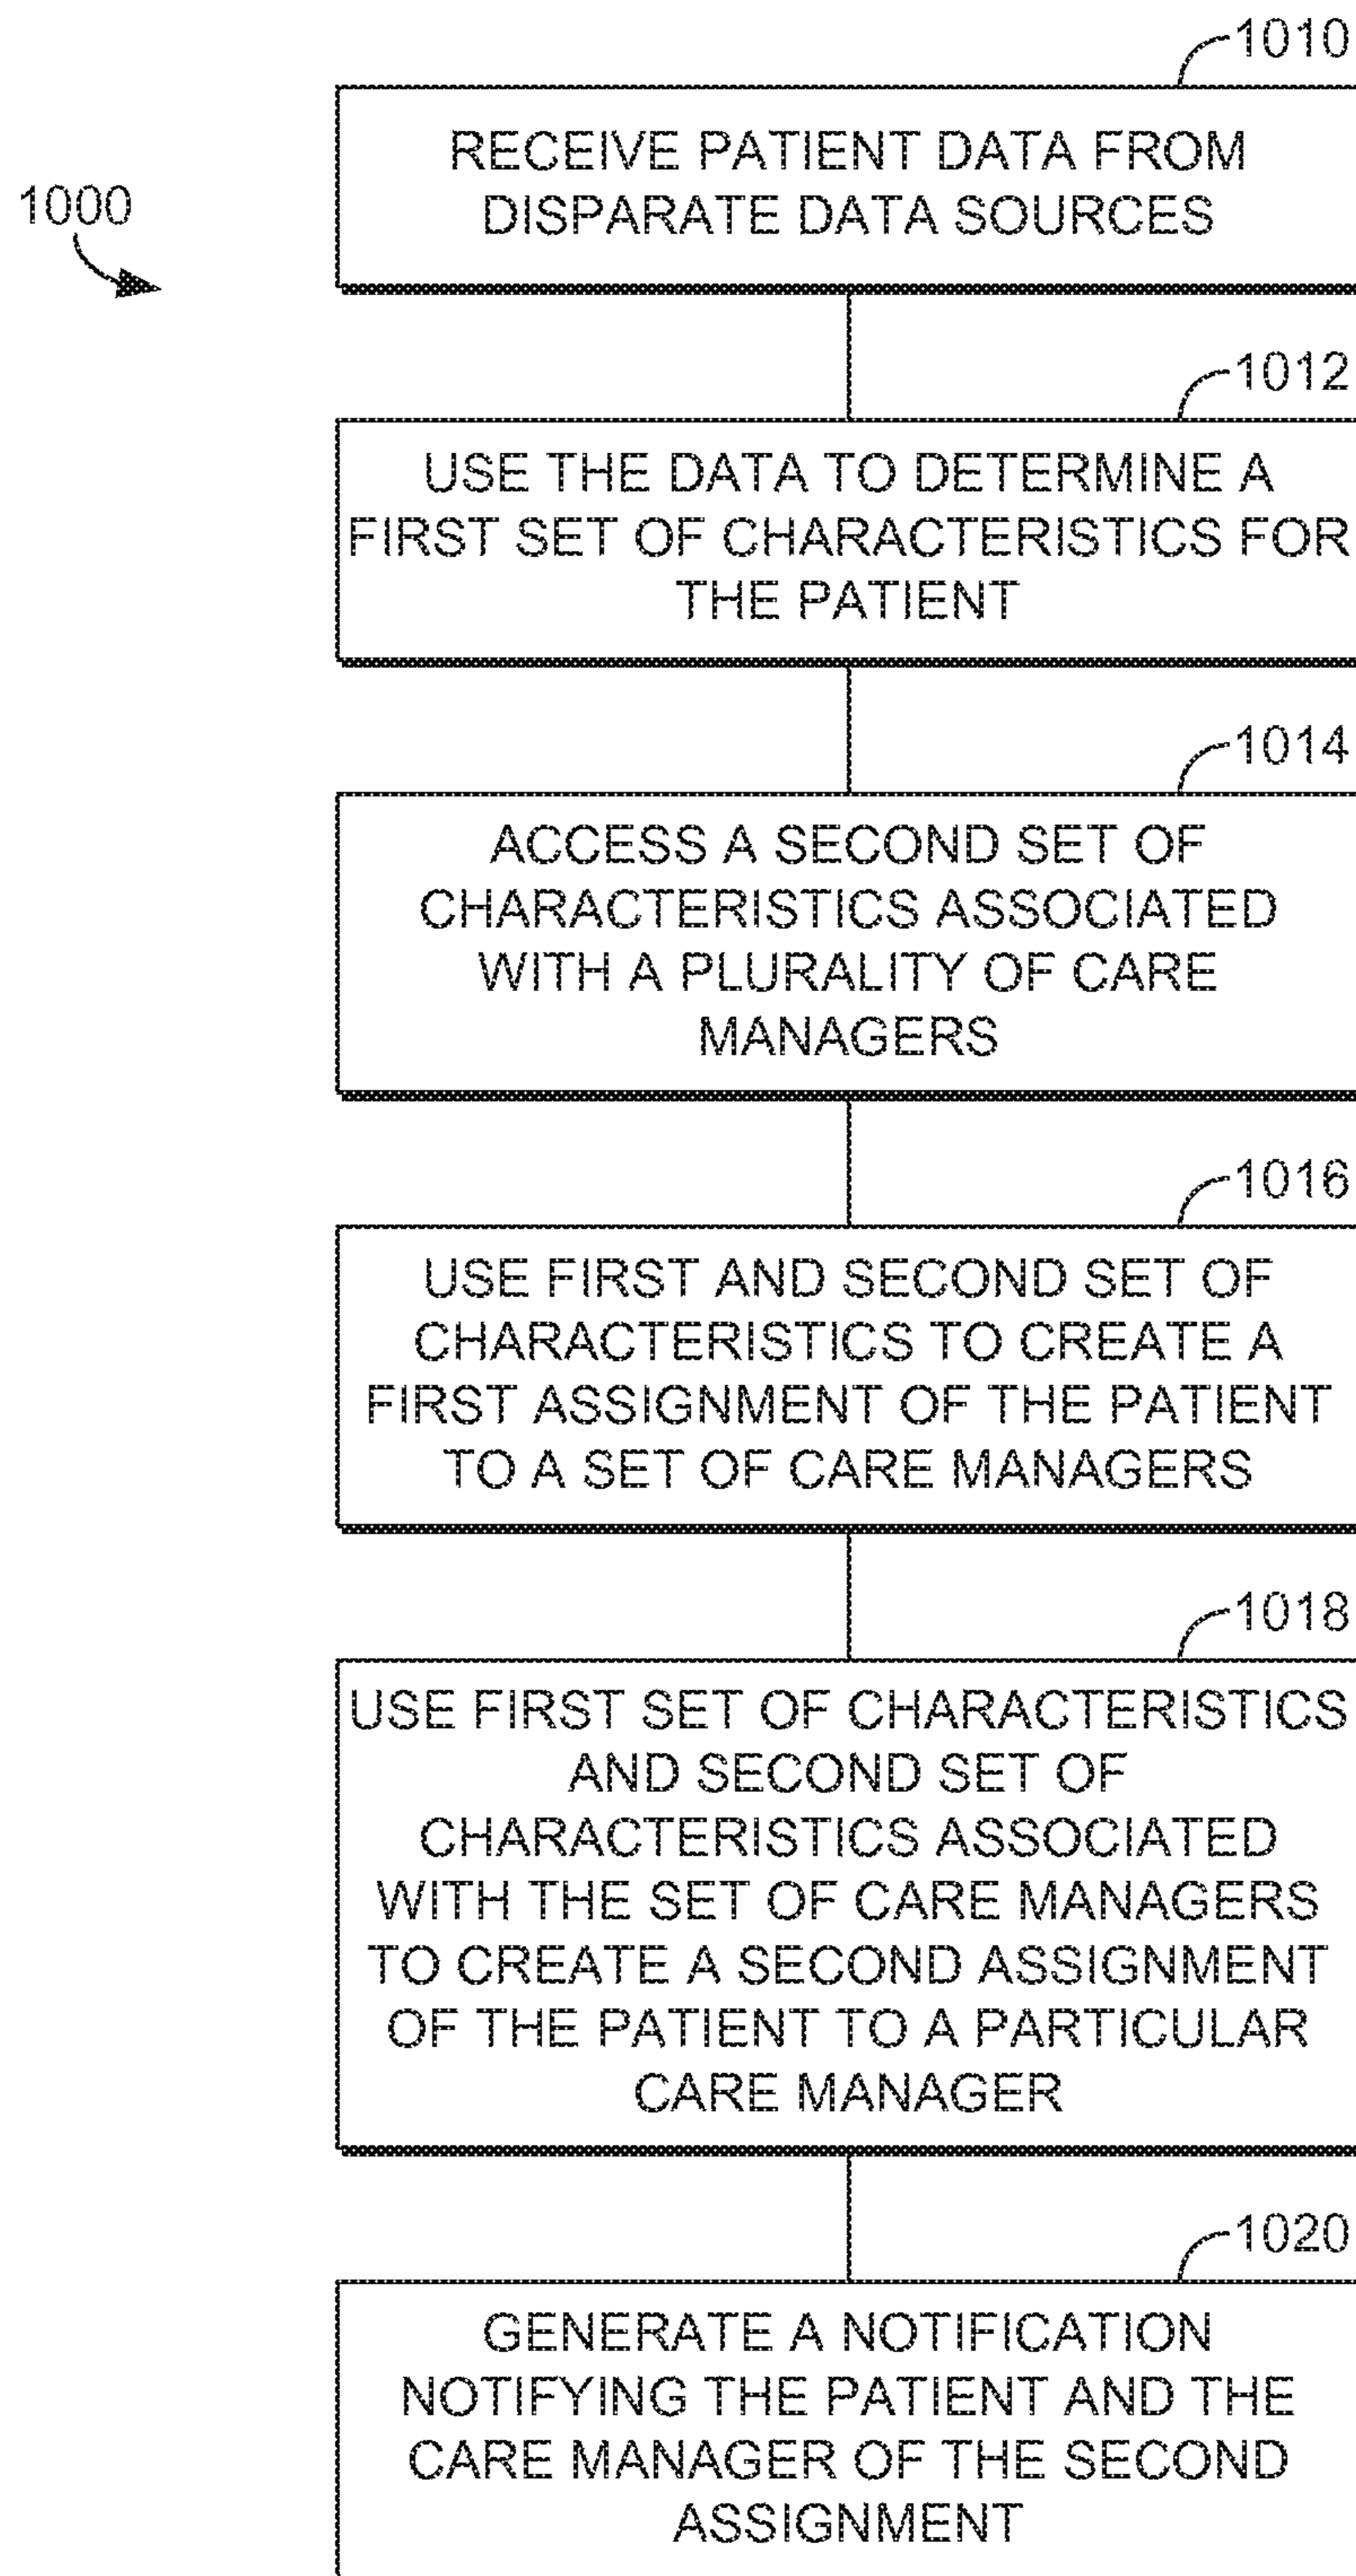 1010
RECEIVE PATIENT DATA FROM
DISPARATE DATA SOURCES
1000
1012
USE THE DATA TO DETERMINE A
FIRST SET OF CHARACTERISTICS FOR
THE PATIENT
1014
ACCESS A SECOND SET OF
CHARACTERISTICS ASSOCIATED
WITH A PLURALITY OF CARE
MANAGERS
1016
USE FIRST AND SECOND SET OF
CHARACTERISTICS TO CREATE A
FIRST ASSIGNMENT OF THE PATIENT
TO A SET OF CARE MANAGERS
1018
USE FIRST SET OF CHARACTERISTICS
AND SECOND SET OF
CHARACTERISTICS ASSOCIATED
WITH THE SET OF CARE MANAGERS
TO CREATE A SECOND ASSIGNMENT
OF THE PATIENT TO A PARTICULAR
CARE MANAGER
1020
GENERATE A NOTIFICATION
NOTIFYING THE PATIENT AND THE
CARE MANAGER OF THE SECOND
ASSIGNMENT